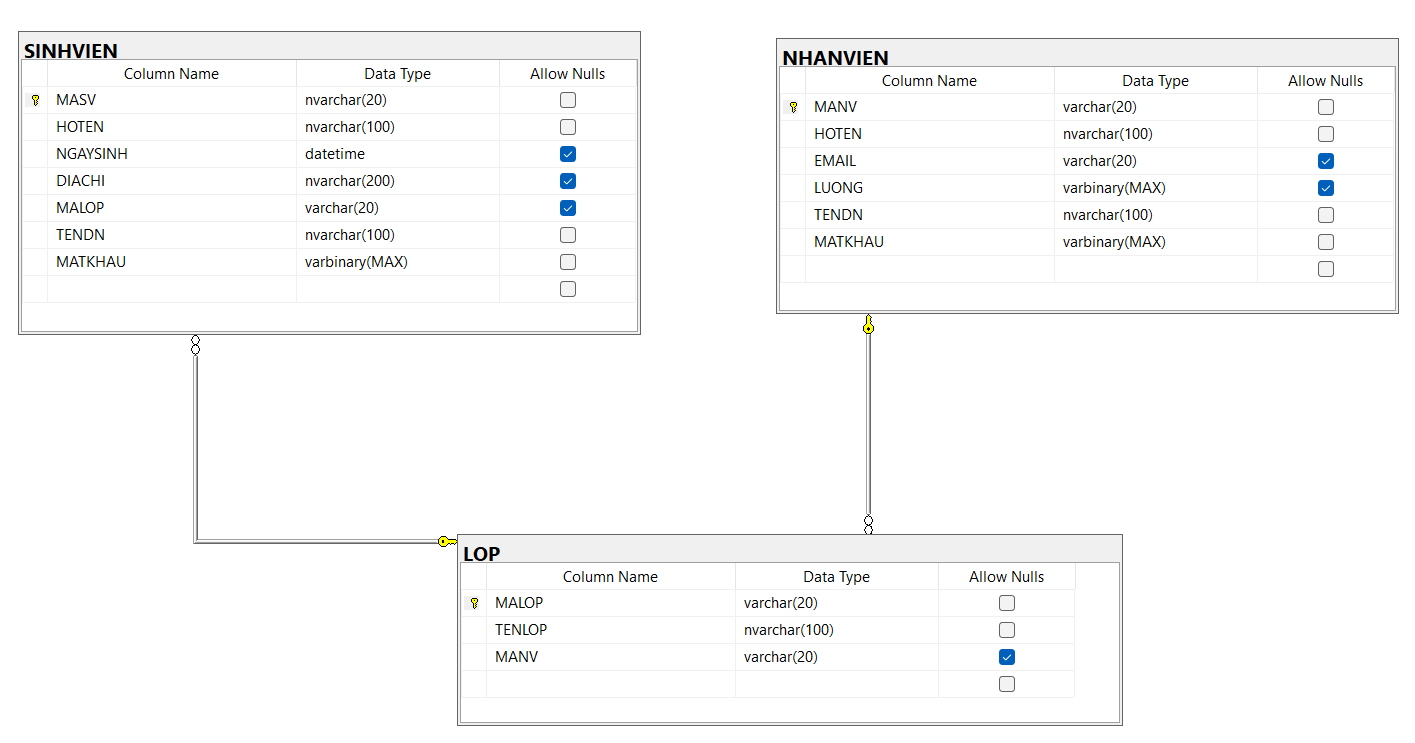 SINHVIEN
Column Name Data Type Allow Nulls
MASV nvarchar(20)
HOTEN nvarchar(100)
NGAYSINH datetime
DIACHI nvarchar(200)
MALOP varchar(20)
TENDN nvarchar(100)
MATKHAU varbinary(MAX)
NHANVIEN
Column Name Data Type Allow Nulls
MANV varchar(20)
HOTEN nvarchar(100)
EMAIL varchar(20)
LUONG varbinary(MAX)
TENDN nvarchar(100)
MATKHAU varbinary(MAX)
LOP
Column Name Data Type Allow Nulls
MALOP varchar(20)
TENLOP nvarchar(100)
MANV varchar(20)